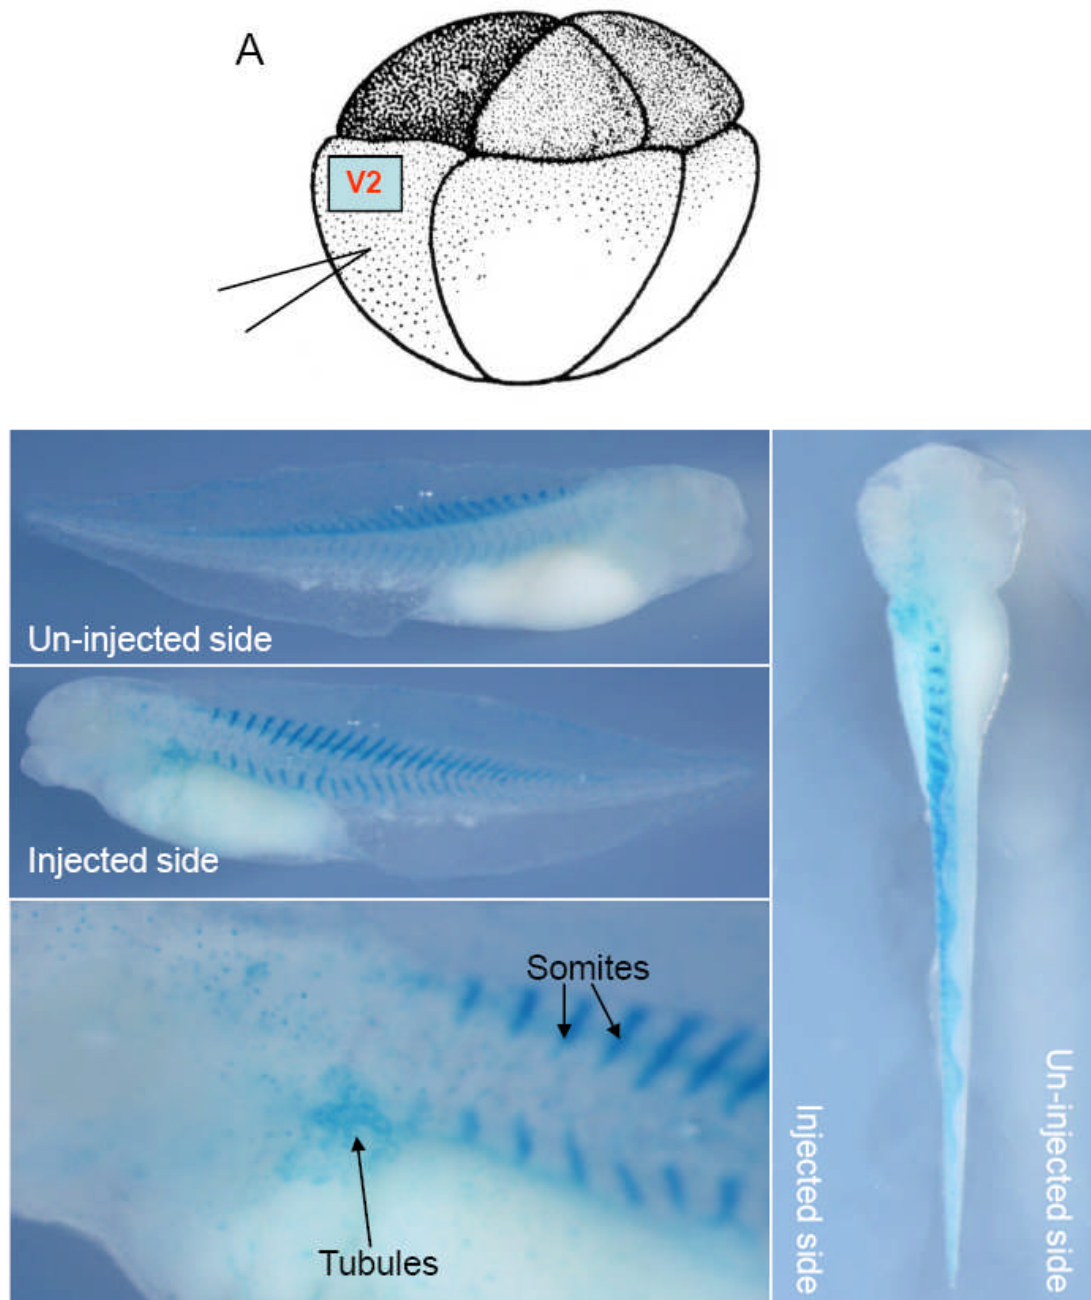 A
V2
Un-injected side
Injected side
Somites
Tubules
Injected side
Un-injected side